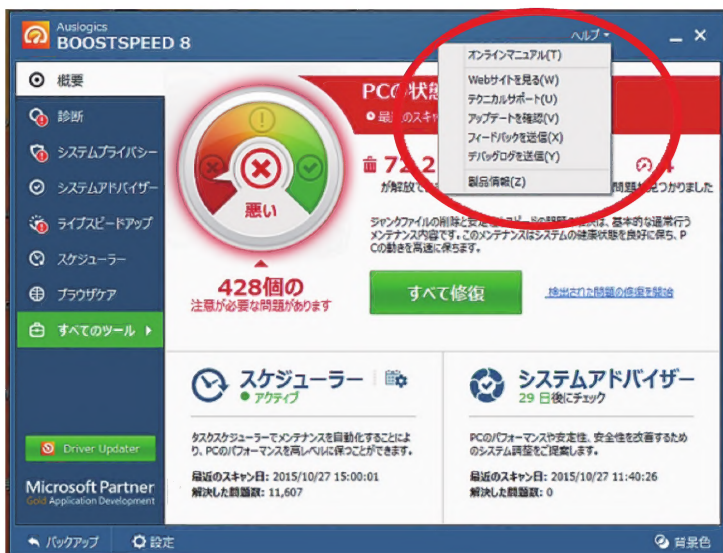 Auslogics
BOOSTSPEED 8
ヘルプ
オンラインマニュアル(T)
Webサイトを見る(W)
テクニカルサポート(U)
アップデートを確認(V)
フィードバックを送信(X)
デバッグログを送信(Y)
製品情報(Z)
概要
診断
システムプライバシー
システムアドバイザー
ライブスピードアップ
スケジューラー
ブラウザケア
すべてのツール
Driver Updater
Microsoft Partner
Gold Application Development
PCの状態
最近のスキャ
悪い
428個の
注意が必要な問題があります
72,2
が解放で
4
問題が見つかりました
ジャンクファイルの削除と安定
基本的な通常行う
メンテナンス内容です。このメンテナンスはシステムの健康状態を良好に保ち、P
Cの動きを高速に保ちます。
すべて修復
検出された問題の修復を開始
スケジューラー
アクティブ
タスクスケジューラーでメンテナンスを自動化することによ
り、PCのパフォーマンスを高レベルに保つことができます。
最近のスキャン日: 2015/10/27 15:00:01
解決した問題数: 11,607
システムアドバイザー
29 日後にチェック
PCのパフォーマンスや安定性、安全性を改善するため
のシステム調整をご提案します。
最近のスキャン日: 2015/10/27 11:40:26
解決した問題数: 0
バックアップ
設定
背景色